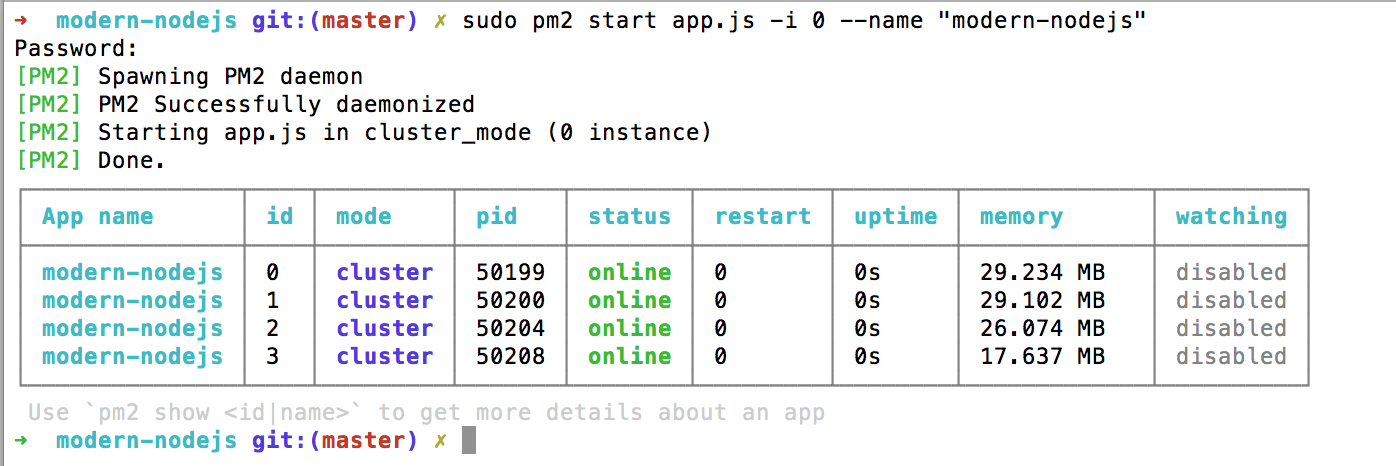 ➜ modern-nodejs git:(master) ✗ sudo pm2 start app.js -i 0 --name "modern-nodejs"
Password:
[PM2] Spawning PM2 daemon
[PM2] PM2 Successfully daemonized
[PM2] Starting app.js in cluster_mode (0 instance)
[PM2] Done.
App name id mode pid status restart uptime memory watching
modern-nodejs 0 cluster 50199 online 0 0s 29.234 MB disabled
modern-nodejs 1 cluster 50200 online 0 0s 29.102 MB disabled
modern-nodejs 2 cluster 50204 online 0 0s 26.074 MB disabled
modern-nodejs 3 cluster 50208 online 0 0s 17.637 MB disabled
Use `pm2 show <id|name>` to get more details about an app
➜ modern-nodejs git:(master) ✗